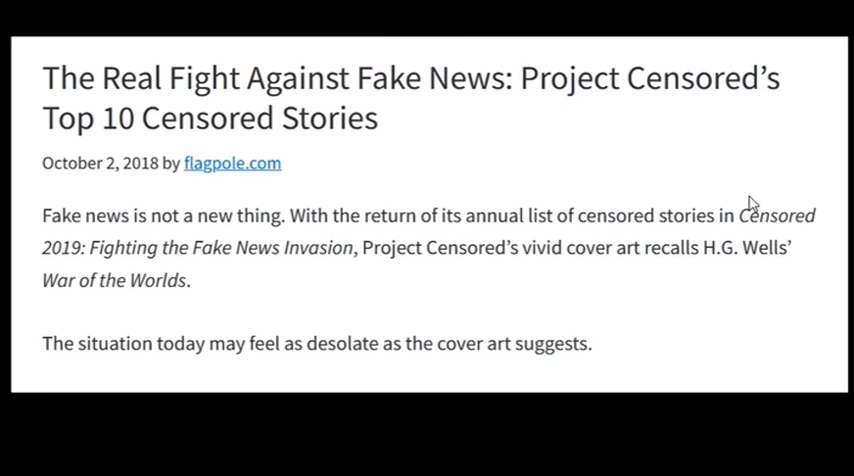 The Real Fight Against Fake News: Project Censored’s
Top 10 Censored Stories
October 2, 2018 by flagpole.com
Fake news is not a new thing. With the return of its annual list of censored stories in Censored
2019: Fighting the Fake News Invasion, Project Censored’s vivid cover art recalls H.G. Wells’
War of the Worlds.
The situation today may feel as desolate as the cover art suggests.